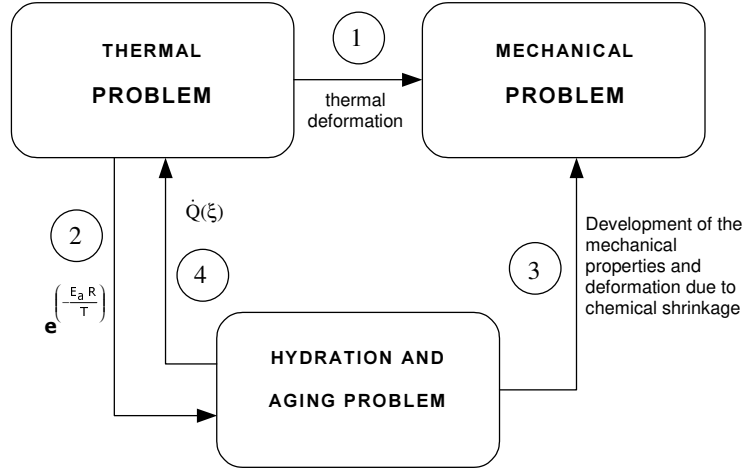 THERMAL
PROBLEM
1
thermal
deformation
MECHANICAL
PROBLEM
2
e^(-E_a R / T)
Q̇(ξ)
4
3
Development of the
mechanical
properties and
deformation due to
chemical shrinkage
HYDRATION AND
AGING PROBLEM